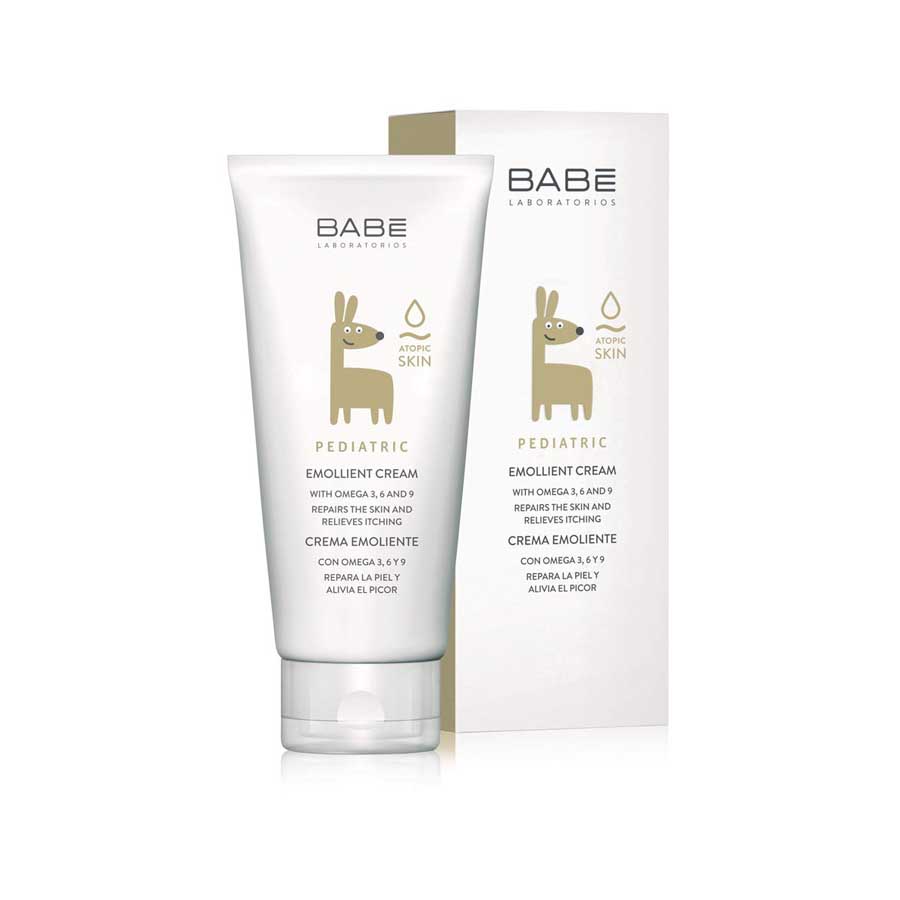 BABĒ
LABORATORIOS
ATOPIC
SKIN
PEDIATRIC
EMOLLIENT CREAM
WITH OMEGA 3, 6 AND 9
REPAIRS THE SKIN AND
RELIEVES ITCHING
CREMA EMOLIENTE
CON OMEGA 3, 6 Y 9
REPARA LA PIEL Y
ALIVIA EL PICOR
BABĒ
LABORATORIOS
ATOPIC
SKIN
PEDIATRIC
EMOLLIENT CREAM
WITH OMEGA 3, 6 AND 9
REPAIRS THE SKIN AND
RELIEVES ITCHING
CREMA EMOLIENTE
CON OMEGA 3, 6 Y 9
REPARA LA PIEL Y
ALIVIA EL PICOR